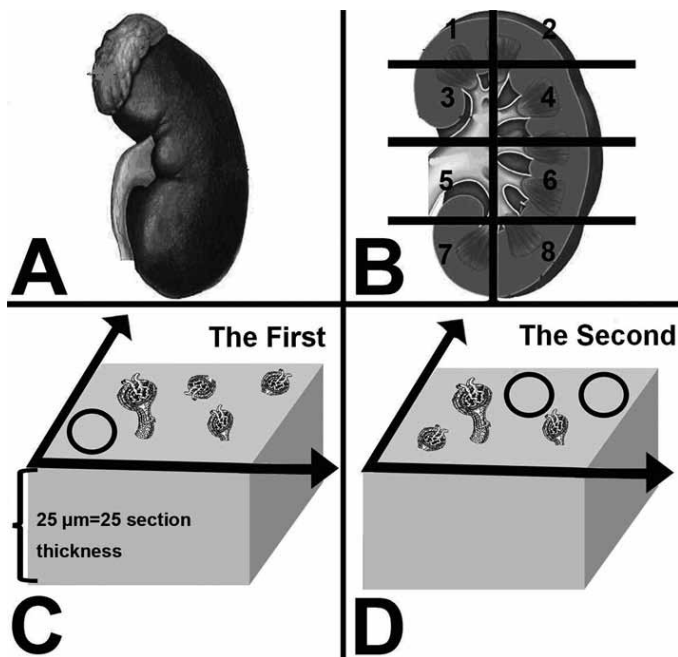 A
1 2
3 4
5 6
7 8
B
The First
25 µm=25 section
thickness
C
The Second
D